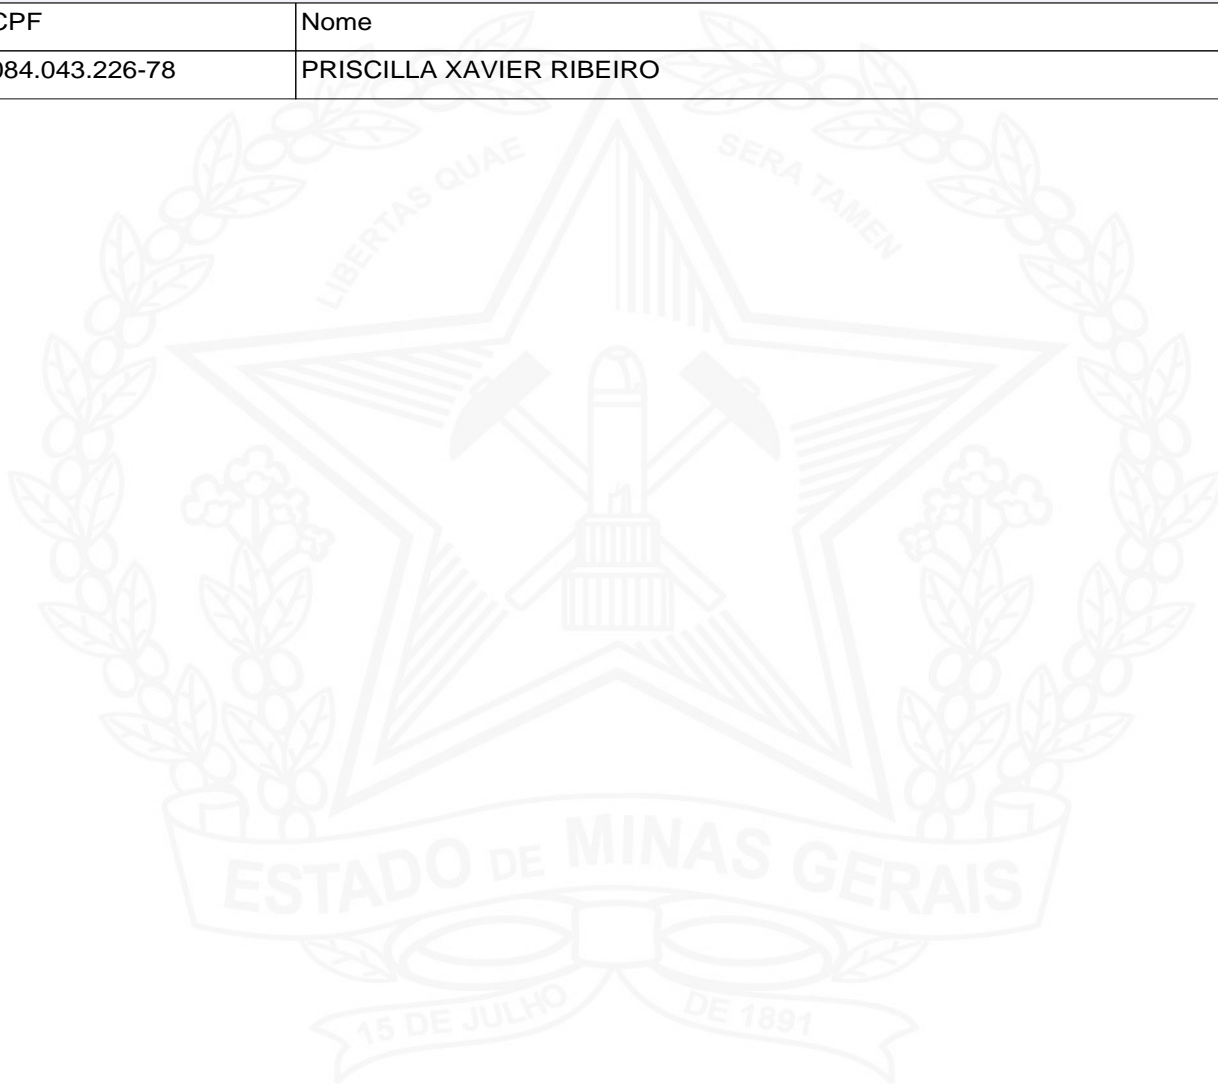 CPF Nome
084.043.226-78 PRISCILLA XAVIER RIBEIRO
LIBERTAS QUAE SERA TAMEN
ESTADO DE MINAS GERAIS
15 DE JULHO DE 1891